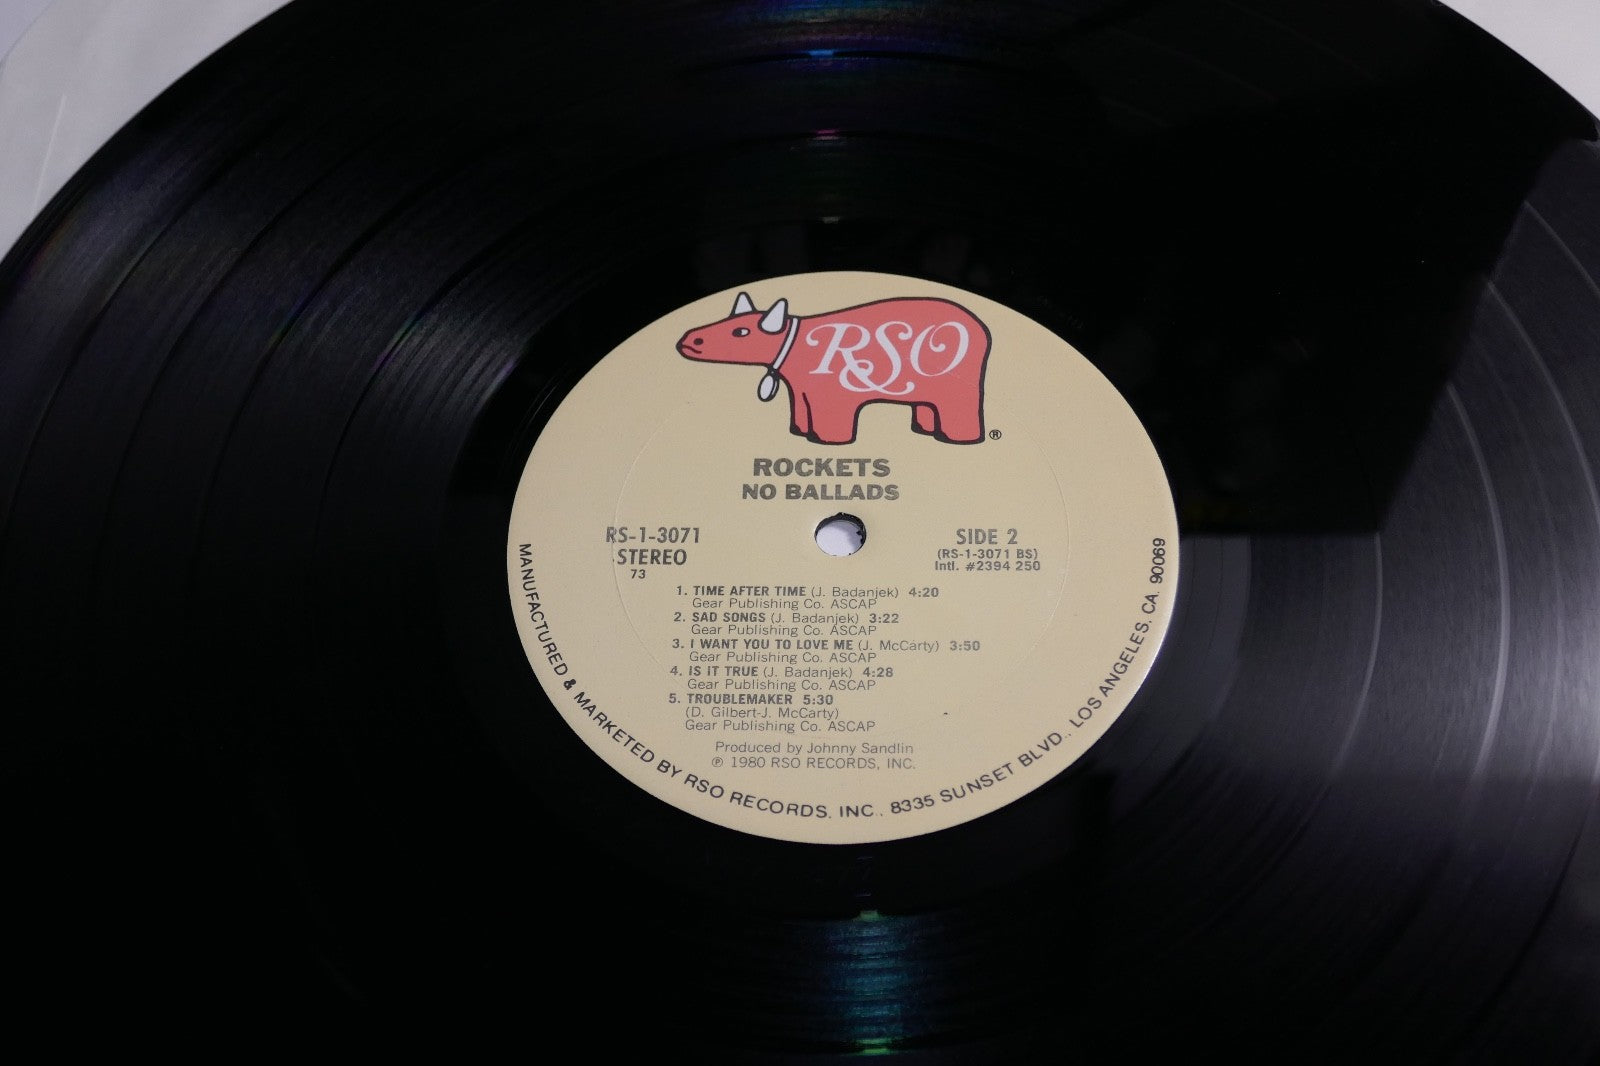 RSO
®
ROCKETS
NO BALLADS
RS-1-3071
STEREO
73
SIDE 2
(RS-1-3071 BS)
Intl. #2394 250
1. TIME AFTER TIME (J. Badanjek) 4:20
Gear Publishing Co. ASCAP
2. SAD SONGS (J. Badanjek) 3:22
Gear Publishing Co. ASCAP
3. I WANT YOU TO LOVE ME (J. McCarty) 3:50
Gear Publishing Co. ASCAP
4. IS IT TRUE (J. Badanjek) 4:28
Gear Publishing Co. ASCAP
5. TROUBLEMAKER 5:30
(D. Gilbert-J. McCarty)
Gear Publishing Co. ASCAP
Produced by Johnny Sandlin
℗ 1980 RSO RECORDS, INC.
MANUFACTURED & MARKETED BY RSO RECORDS, INC., 8335 SUNSET BLVD., LOS ANGELES, CA. 90069